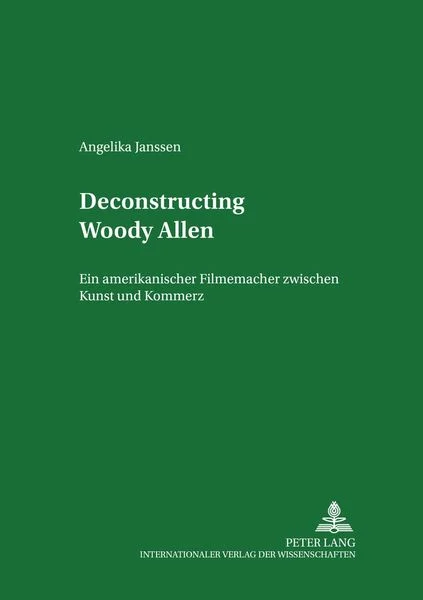 Angelika Janssen
Deconstructing
Woody Allen
Ein amerikanischer Filmemacher zwischen
Kunst und Kommerz
PETER LANG
INTERNATIONALER VERLAG DER WISSENSCHAFTEN